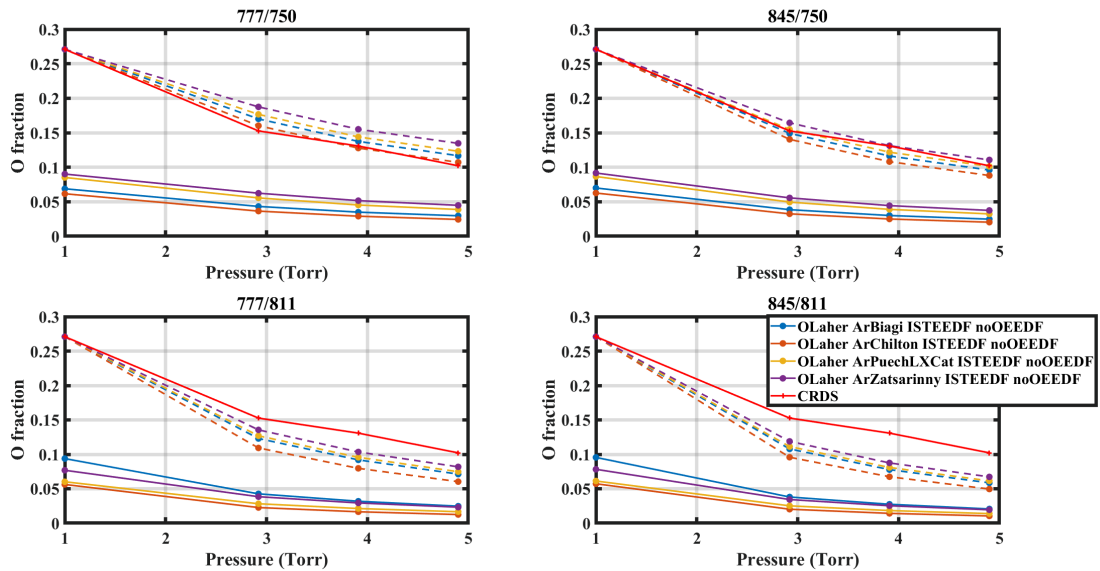 777/750
0.3
0.25
0.2
0.15
0.1
0.05
0
O fraction
1 2 3 4 5
Pressure (Torr)
845/750
0.3
0.25
0.2
0.15
0.1
0.05
0
O fraction
1 2 3 4 5
Pressure (Torr)
777/811
0.3
0.25
0.2
0.15
0.1
0.05
0
O fraction
1 2 3 4 5
Pressure (Torr)
845/811
0.3
0.25
0.2
0.15
0.1
0.05
0
O fraction
1 2 3 4 5
Pressure (Torr)
OLaher ArBiagi ISTEEDF noOEEDF
OLaher ArChilton ISTEEDF noOEEDF
OLaher ArPuechLXCat ISTEEDF noOEEDF
OLaher ArZatsarinny ISTEEDF noOEEDF
CRDS